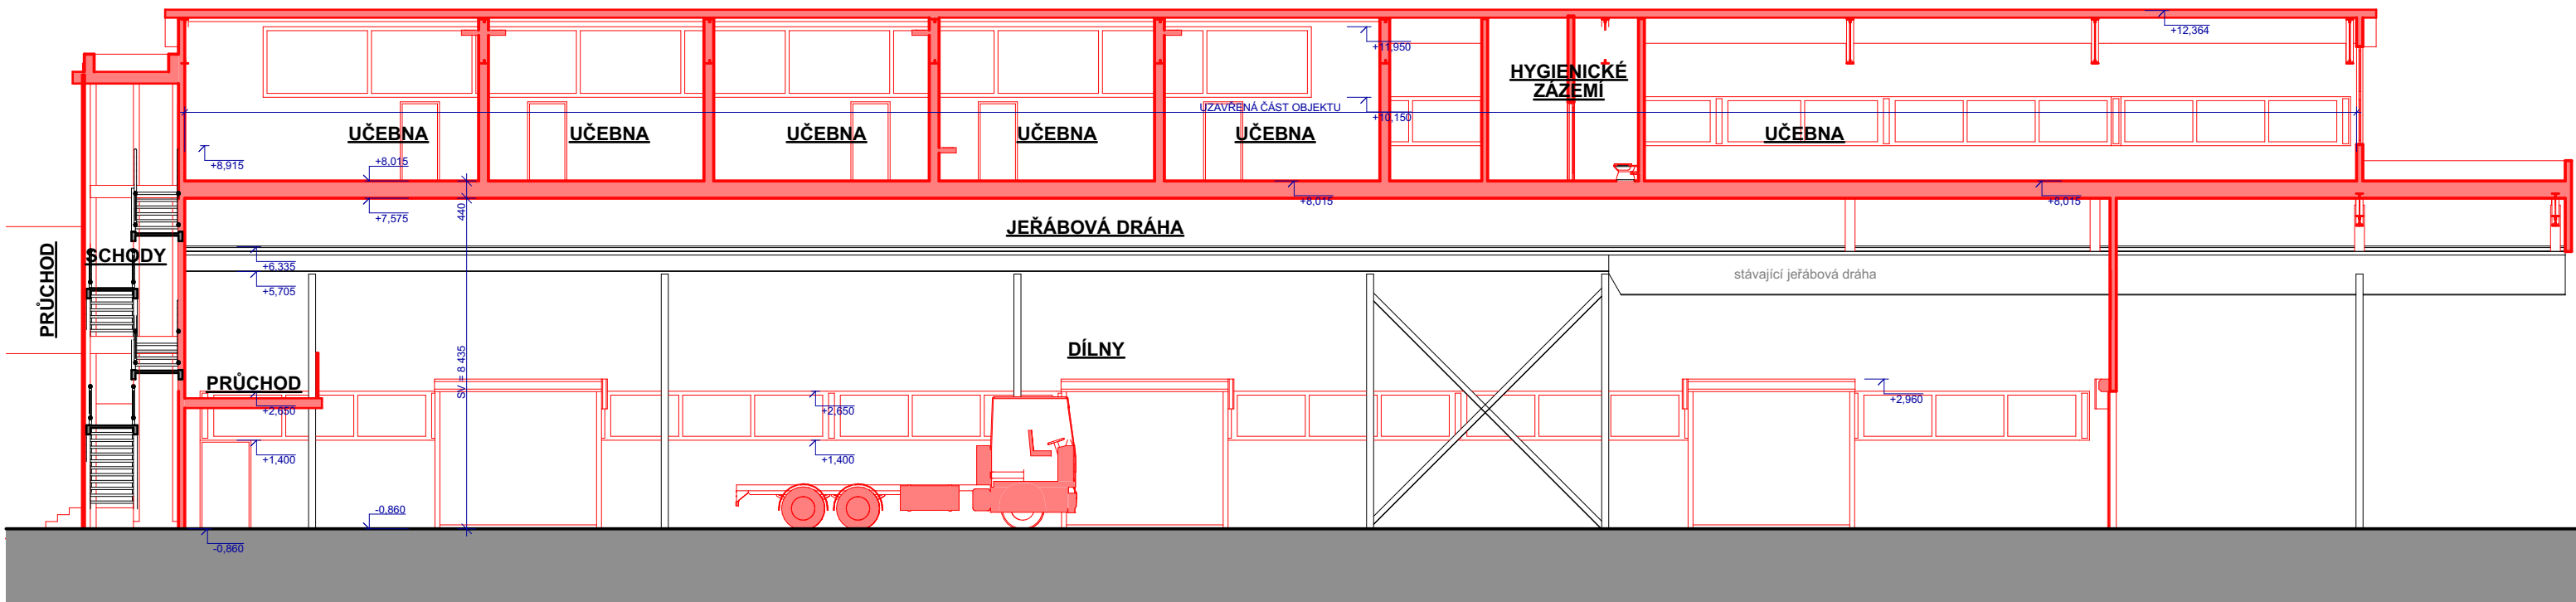 +12,364
+11,950
HYGIENICKÉ
ZÁZEMÍ
UZAVŘENÁ ČÁST OBJEKTU
+10,150
UČEBNA
UČEBNA
UČEBNA
UČEBNA
UČEBNA
UČEBNA
+8,915
+8,015
+8,015
+8,015
440
+7,575
JEŘÁBOVÁ DRÁHA
PRŮCHOD
SCHODY
+6,335
+5,705
stávající jeřábová dráha
DÍLNY
SV = 8 435
PRŮCHOD
+2,650
+2,650
+2,960
+1,400
+1,400
-0,860
-0,860